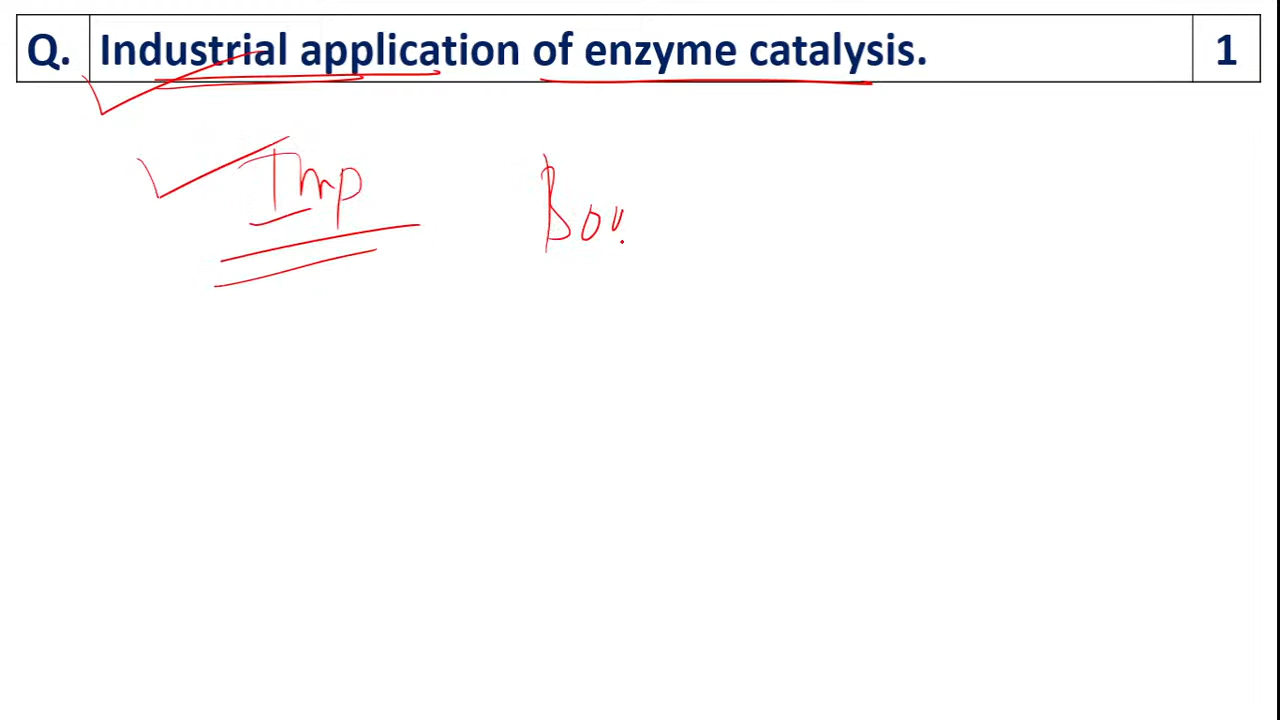 Q. Industrial application of enzyme catalysis. 1
Imp